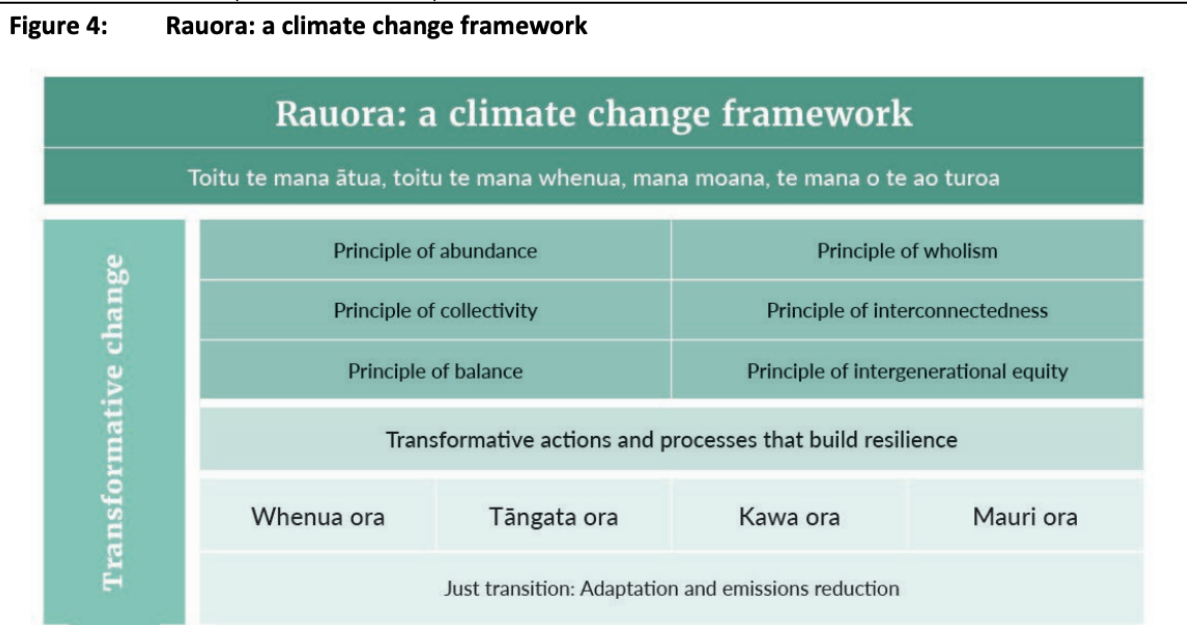 Figure 4: Rauora: a climate change framework
Rauora: a climate change framework
Toitu te mana ātua, toitu te mana whenua, mana moana, te mana o te ao turoa
Transformative change
Principle of abundance
Principle of wholism
Principle of collectivity
Principle of interconnectedness
Principle of balance
Principle of intergenerational equity
Transformative actions and processes that build resilience
Whenua ora
Tāngata ora
Kawa ora
Mauri ora
Just transition: Adaptation and emissions reduction